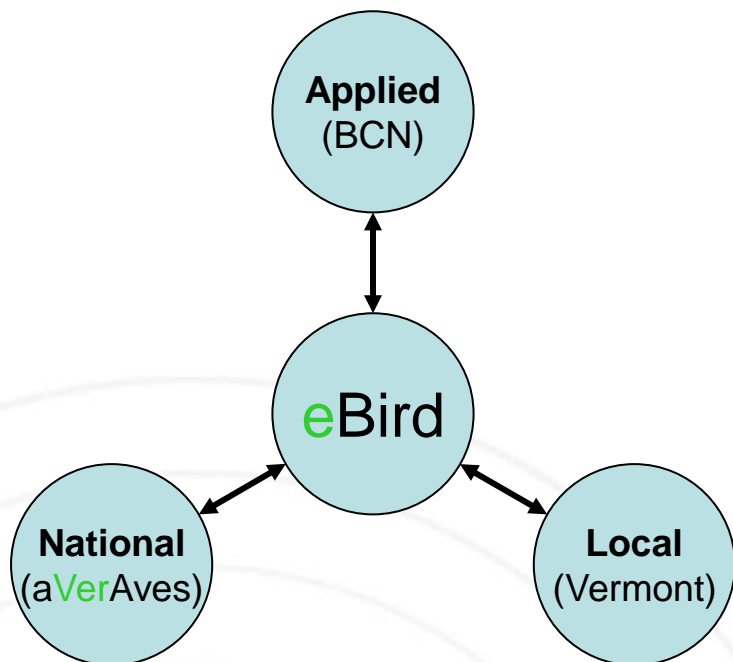 Applied
(BCN)
eBird
National
(aVerAves)
Local
(Vermont)